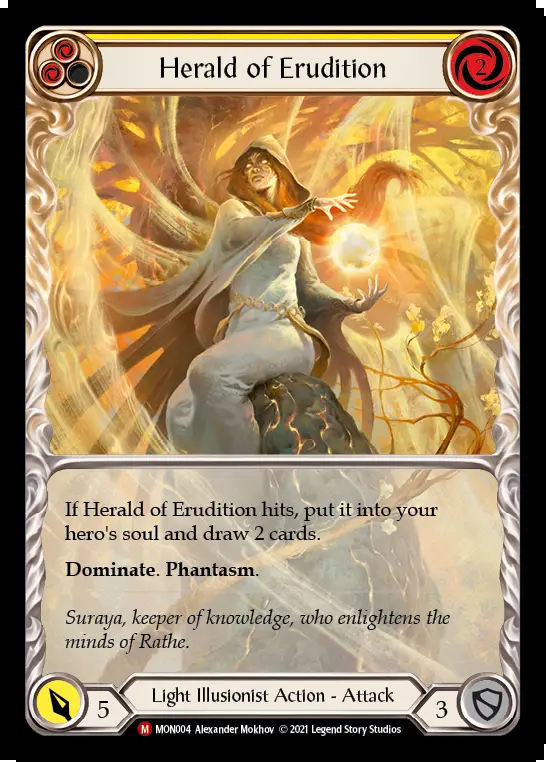 Herald of Erudition
2
If Herald of Erudition hits, put it into your
hero's soul and draw 2 cards.
Dominate. Phantasm.
Suraya, keeper of knowledge, who enlightens the
minds of Rathe.
5
Light Illusionist Action - Attack
3
M MON004 Alexander Mokhov © 2021 Legend Story Studios